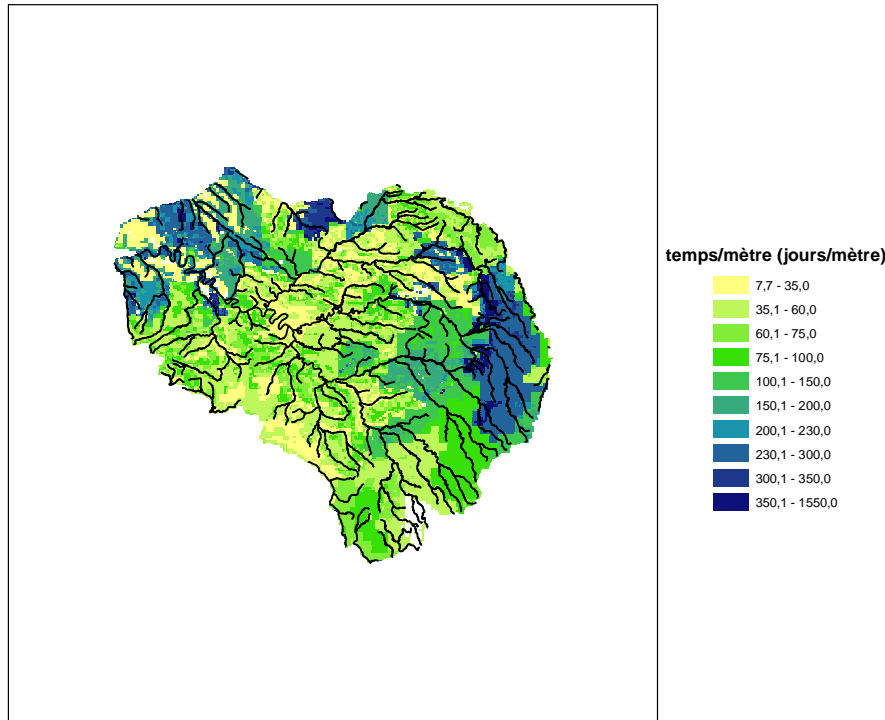 temps/mètre (jours/mètre)
7,7 - 35,0
35,1 - 60,0
60,1 - 75,0
75,1 - 100,0
100,1 - 150,0
150,1 - 200,0
200,1 - 230,0
230,1 - 300,0
300,1 - 350,0
350,1 - 1550,0